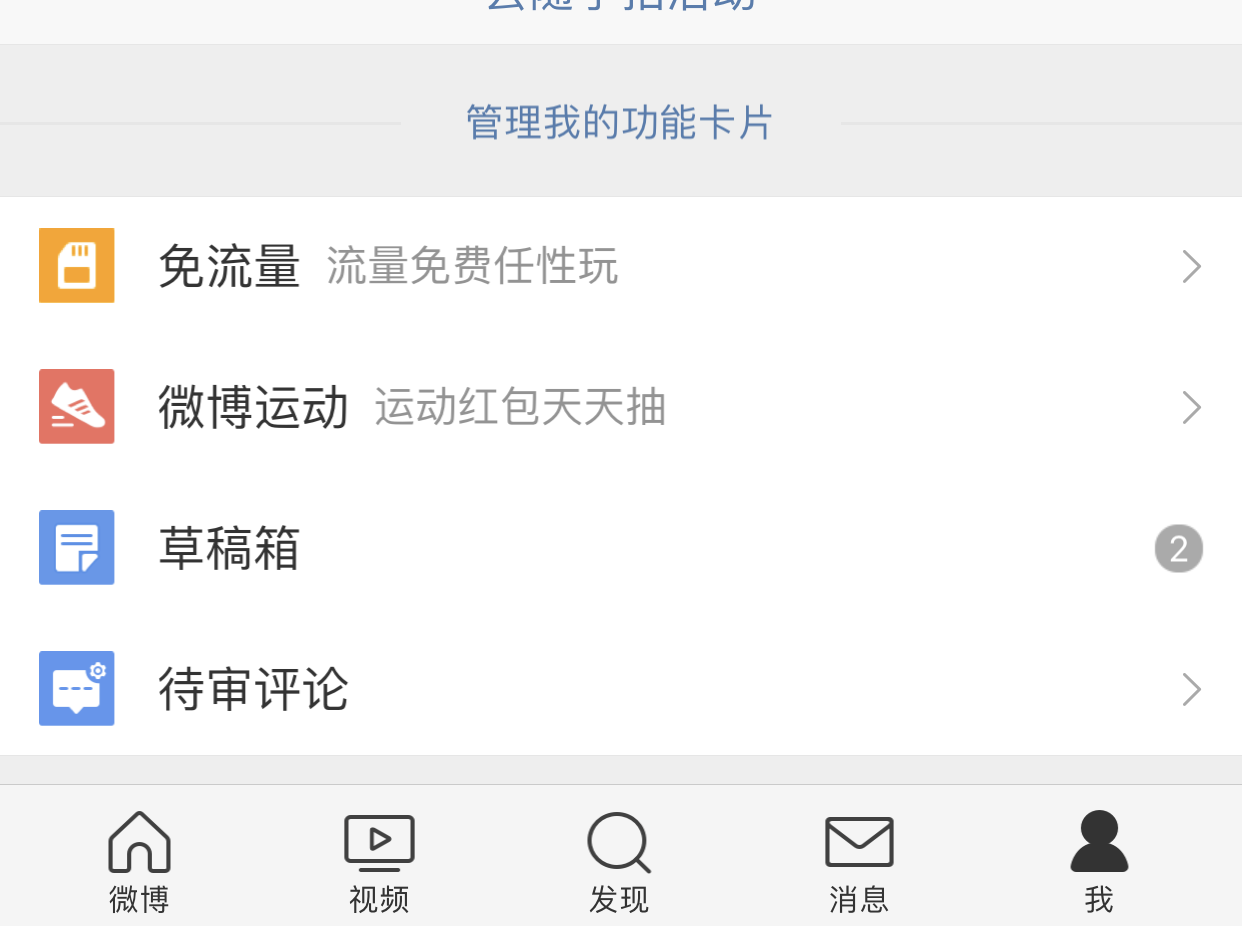 管理我的功能卡片
免流量 流量免费任性玩
微博运动 运动红包天天抽
草稿箱 2
待审评论
微博 视频 发现 消息 我